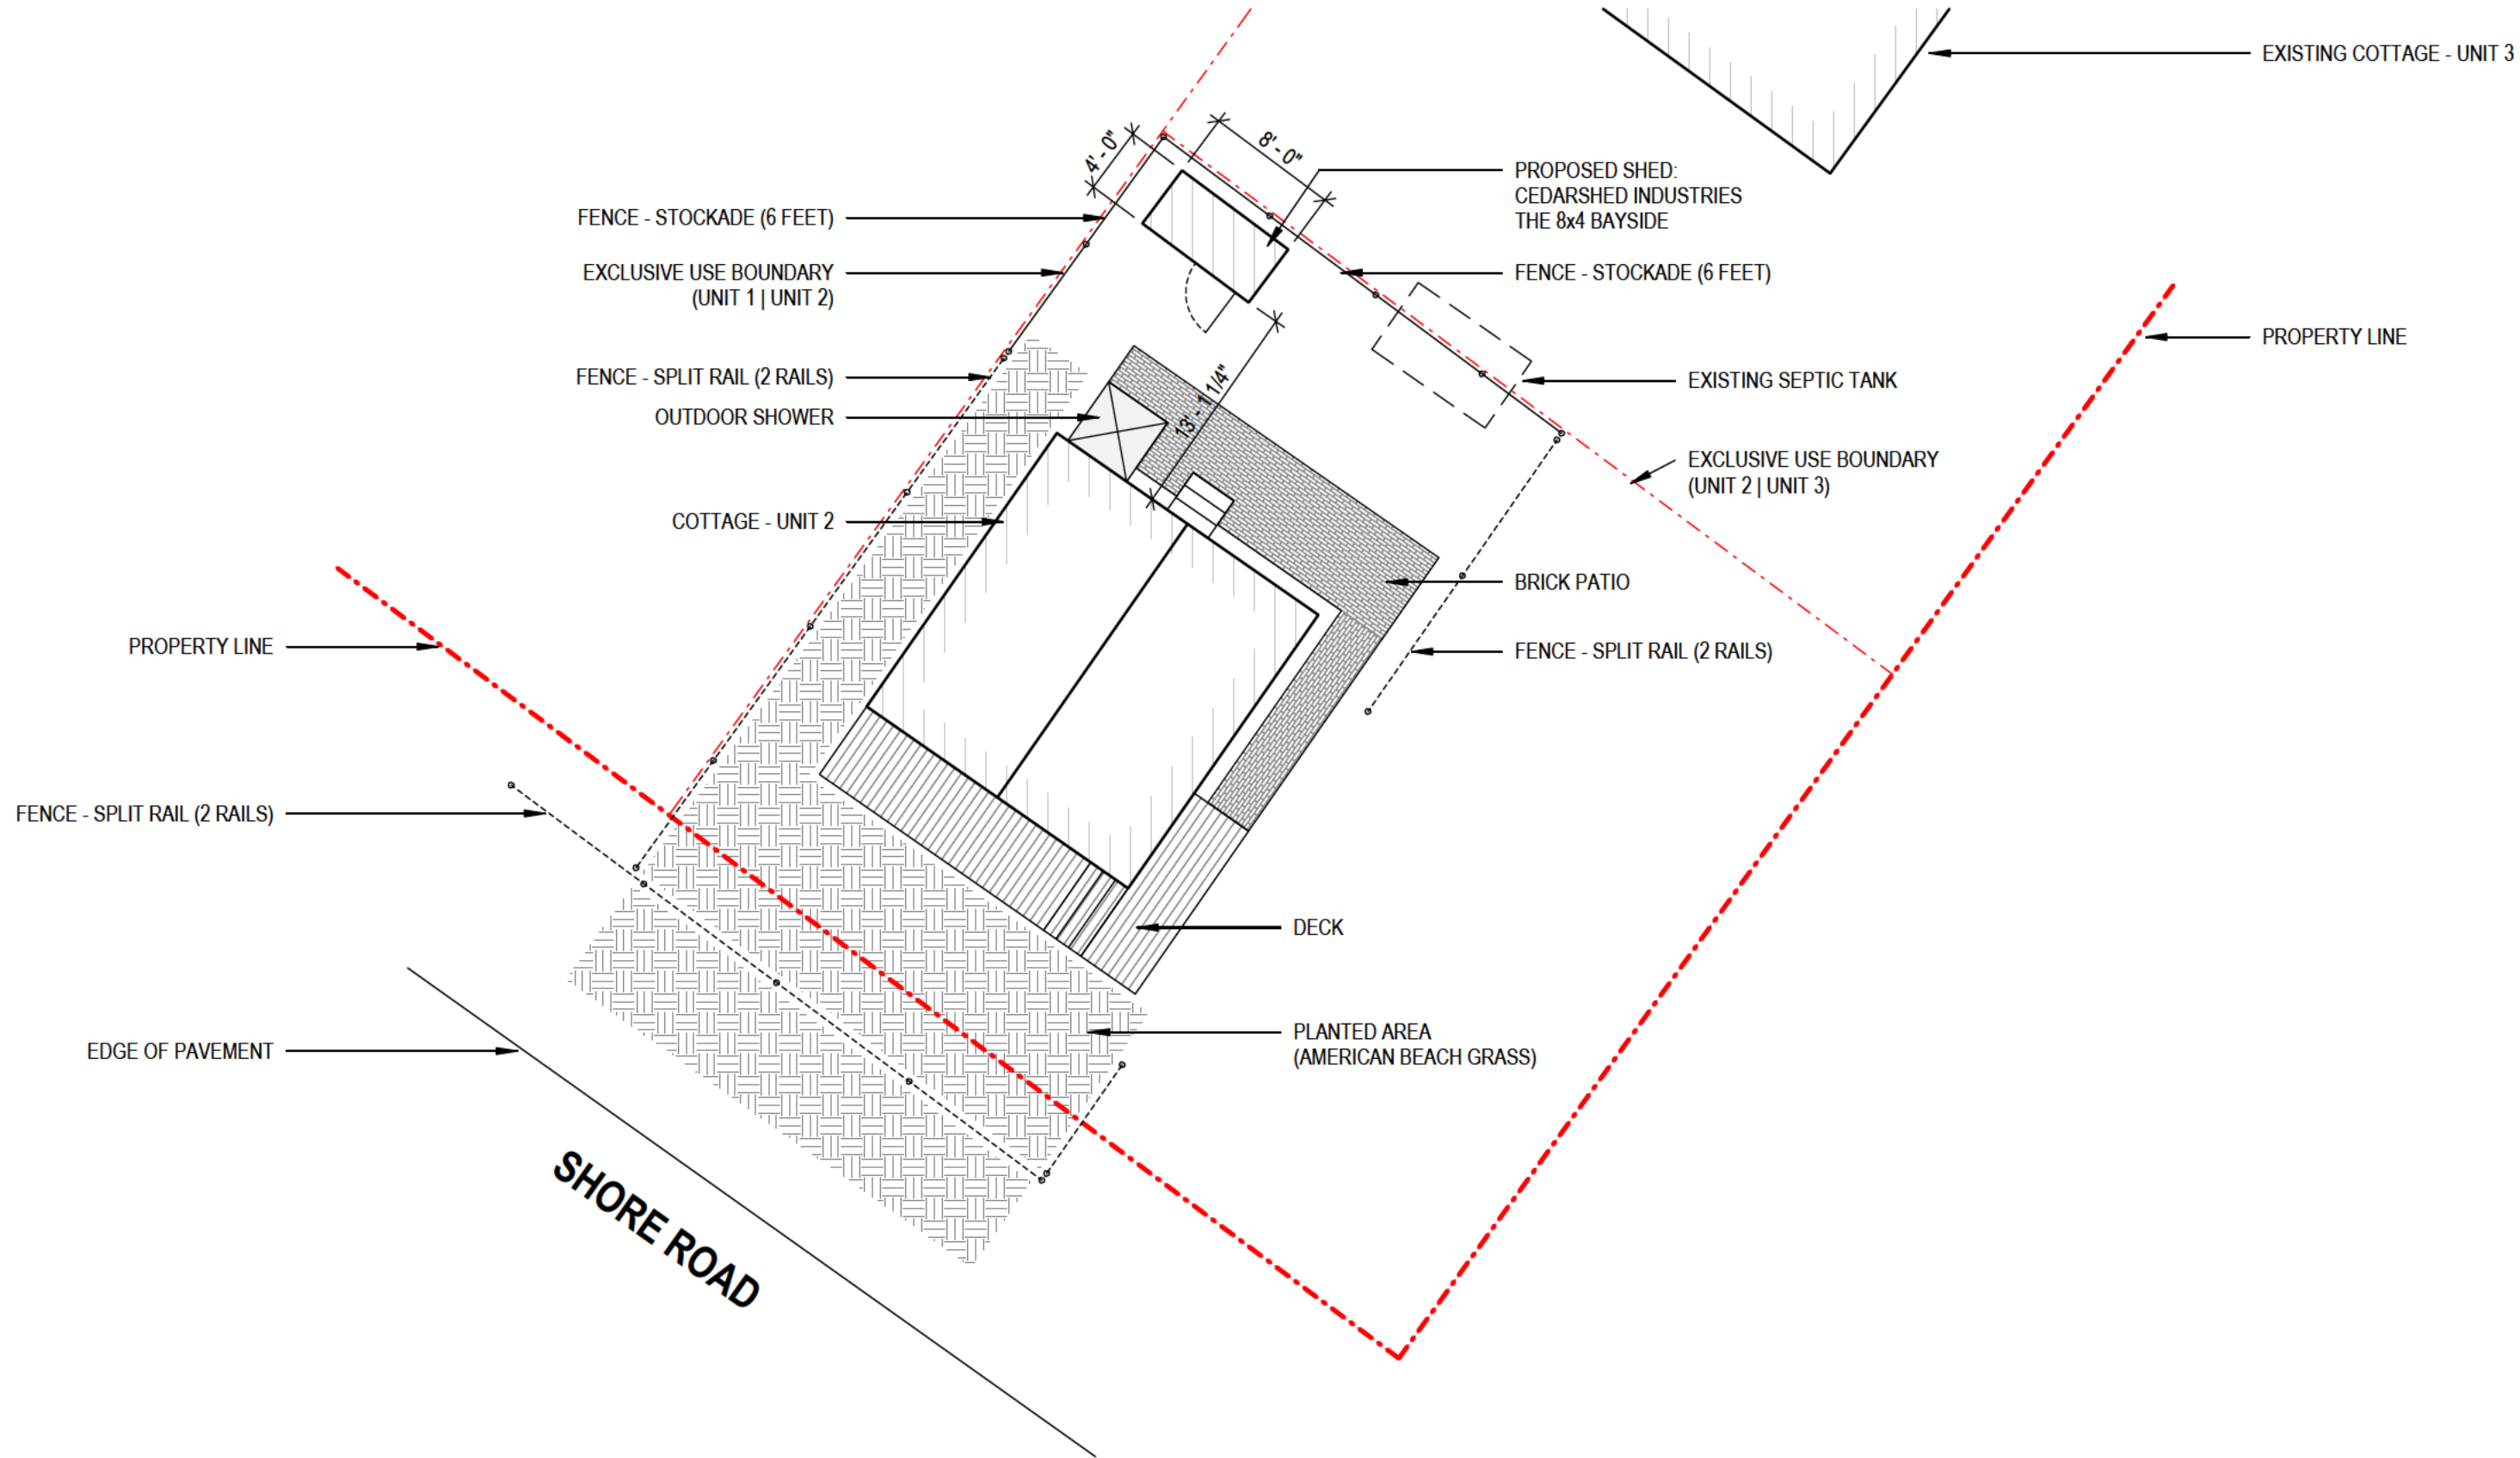 EXISTING COTTAGE - UNIT 3
4' - 0"
8' - 0"
PROPOSED SHED:
CEDARSHED INDUSTRIES
THE 8x4 BAYSIDE
FENCE - STOCKADE (6 FEET)
EXCLUSIVE USE BOUNDARY
(UNIT 1 | UNIT 2)
FENCE - STOCKADE (6 FEET)
PROPERTY LINE
FENCE - SPLIT RAIL (2 RAILS)
EXISTING SEPTIC TANK
OUTDOOR SHOWER
13' - 1 1/4"
EXCLUSIVE USE BOUNDARY
(UNIT 2 | UNIT 3)
COTTAGE - UNIT 2
BRICK PATIO
PROPERTY LINE
FENCE - SPLIT RAIL (2 RAILS)
FENCE - SPLIT RAIL (2 RAILS)
DECK
PLANTED AREA
(AMERICAN BEACH GRASS)
EDGE OF PAVEMENT
SHORE ROAD